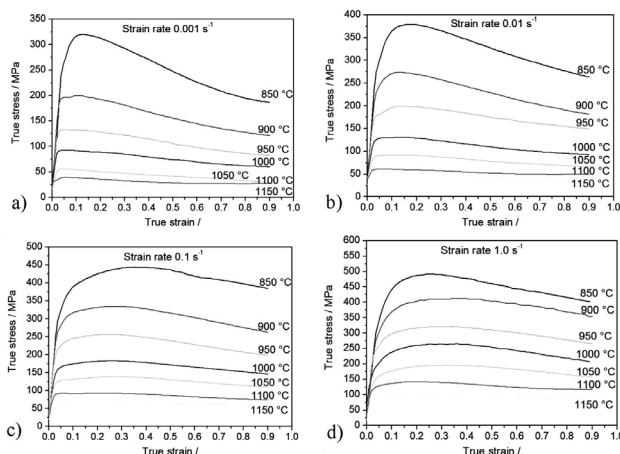 Strain rate 0.001 s-1
True stress / MPa
350
300
250
200
150
100
50
0
850 °C
900 °C
950 °C
1000 °C
1050 °C
1100 °C
1150 °C
0.0 0.1 0.2 0.3 0.4 0.5 0.6 0.7 0.8 0.9 1.0
True strain /
a)
Strain rate 0.01 s-1
True stress / MPa
400
350
300
250
200
150
100
50
0
850 °C
900 °C
950 °C
1000 °C
1050 °C
1100 °C
1150 °C
0.0 0.1 0.2 0.3 0.4 0.5 0.6 0.7 0.8 0.9 1.0
True strain /
b)
Strain rate 0.1 s-1
True stress / MPa
500
450
400
350
300
250
200
150
100
50
0
850 °C
900 °C
950 °C
1000 °C
1050 °C
1100 °C
1150 °C
0.0 0.1 0.2 0.3 0.4 0.5 0.6 0.7 0.8 0.9 1.0
True strain /
c)
Strain rate 1.0 s-1
True stress / MPa
600
550
500
450
400
350
300
250
200
150
100
50
0
850 °C
900 °C
950 °C
1000 °C
1050 °C
1100 °C
1150 °C
0.0 0.1 0.2 0.3 0.4 0.5 0.6 0.7 0.8 0.9 1.0
True strain /
d)